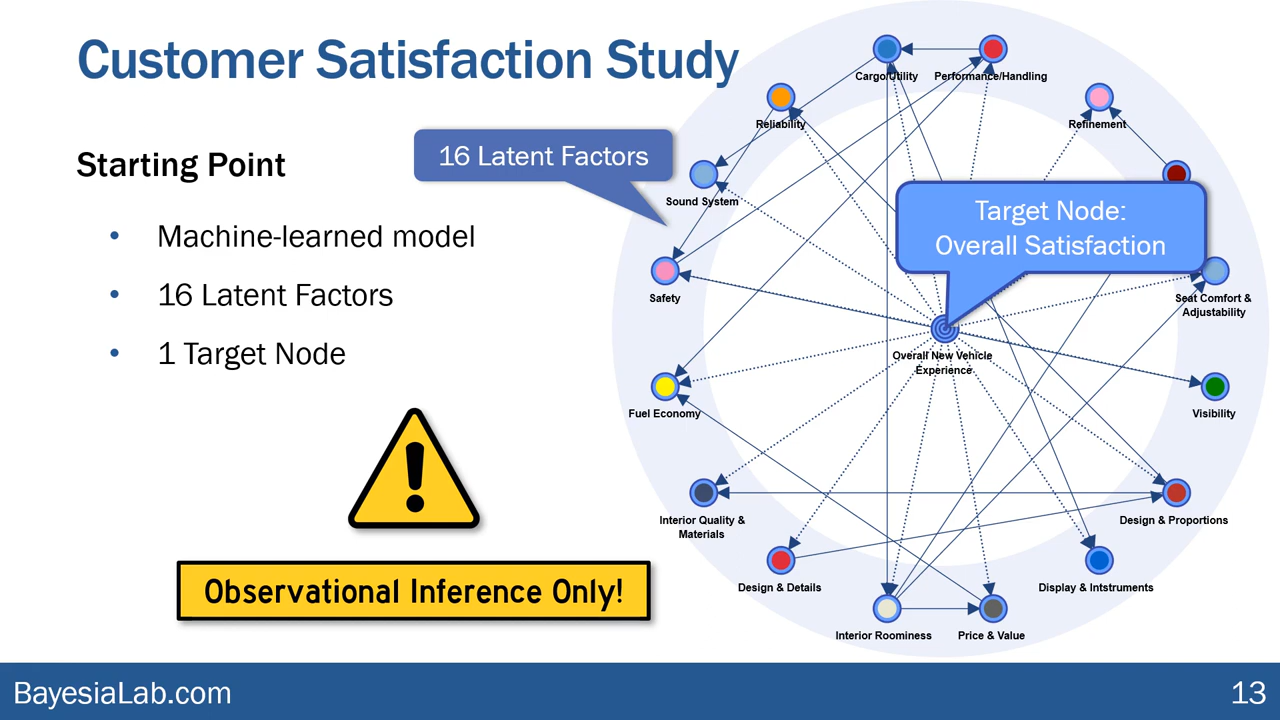 Customer Satisfaction Study
Starting Point
• Machine-learned model
• 16 Latent Factors
• 1 Target Node
!
Observational Inference Only!
16 Latent Factors
Target Node:
Overall Satisfaction
Cargo/Utility
Performance/Handling
Reliability
Refinement
Sound System
Safety
Seat Comfort &
Adjustability
Overall New Vehicle
Experience
Fuel Economy
Visibility
Interior Quality &
Materials
Design & Proportions
Design & Details
Display & Intstruments
Interior Roominess
Price & Value
BayesiaLab.com
13